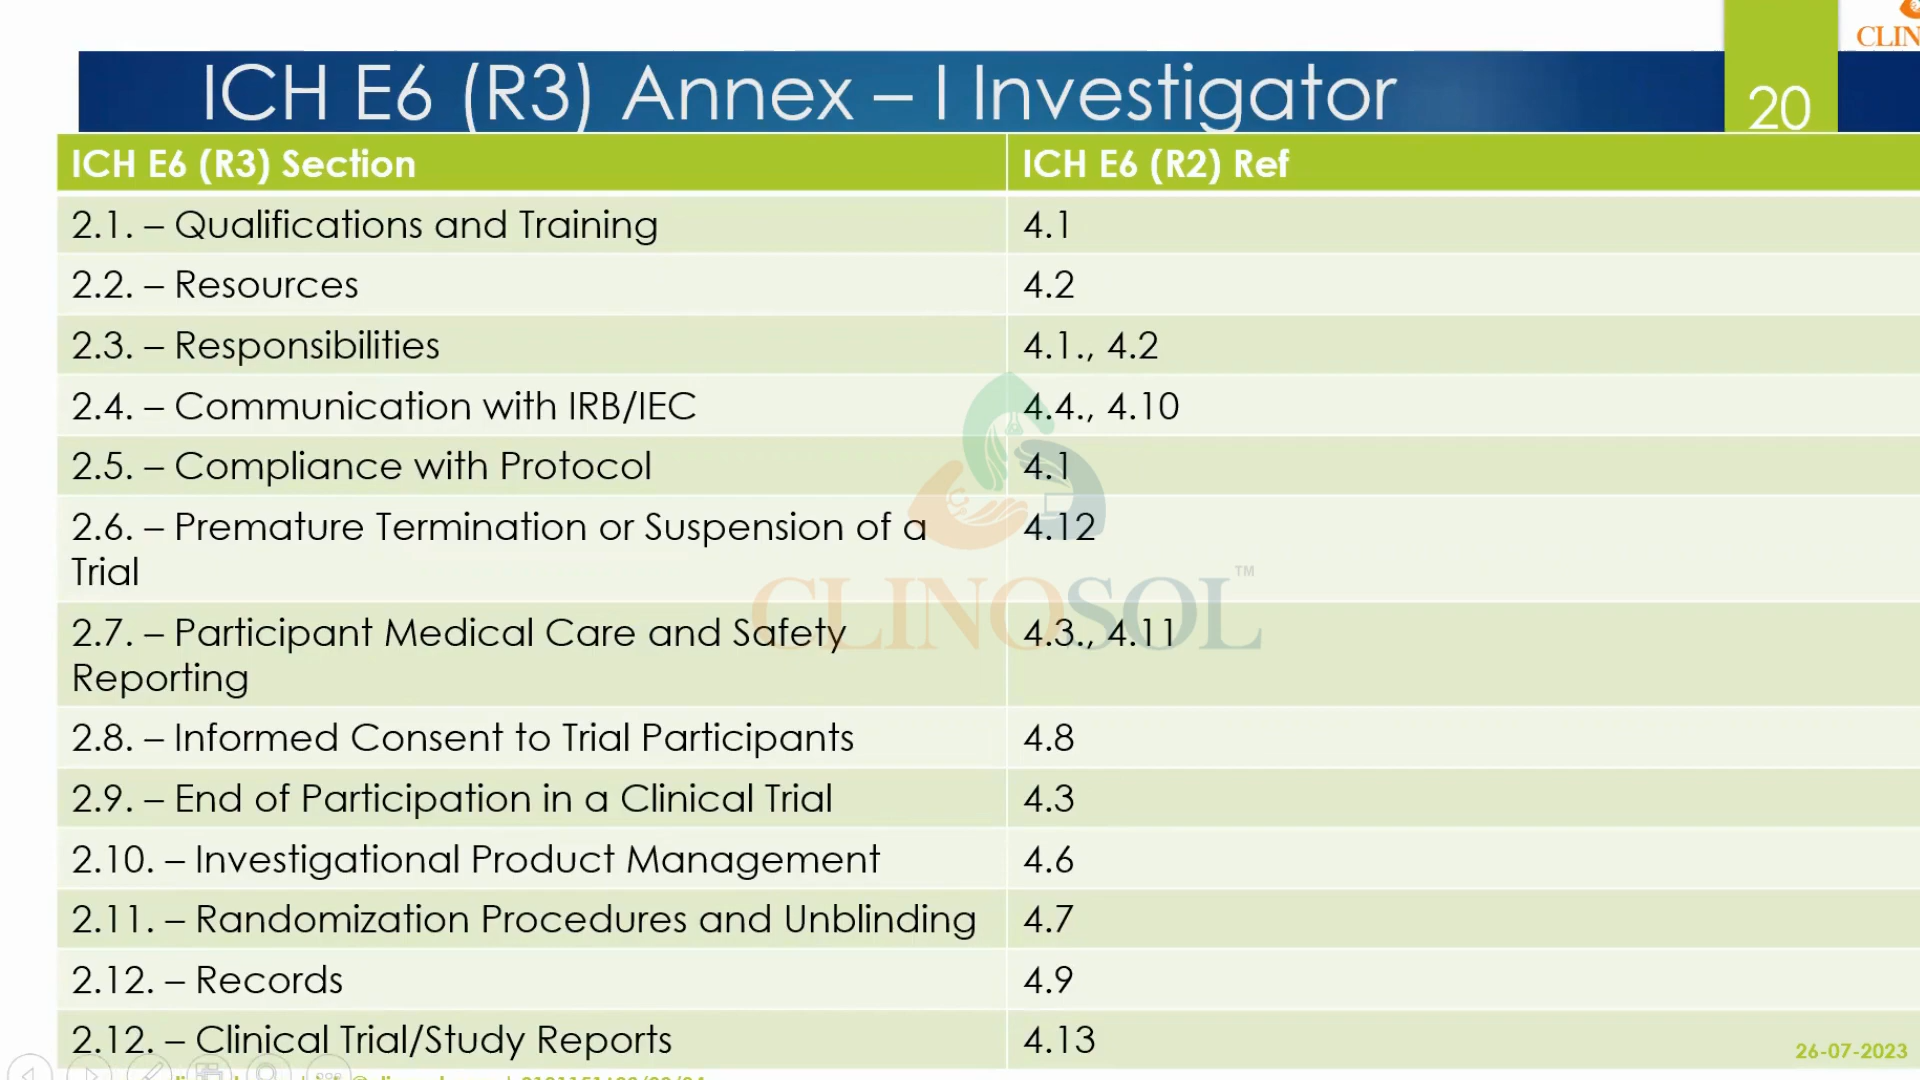 CLIN
ICH E6 (R3) Annex – I Investigator
20
ICH E6 (R3) Section
ICH E6 (R2) Ref
2.1. – Qualifications and Training
4.1
2.2. – Resources
4.2
2.3. – Responsibilities
4.1., 4.2
2.4. – Communication with IRB/IEC
4.4., 4.10
2.5. – Compliance with Protocol
4.1
2.6. – Premature Termination or Suspension of a
Trial
4.12
CLINOSOL™
2.7. – Participant Medical Care and Safety
Reporting
4.3., 4.11
2.8. – Informed Consent to Trial Participants
4.8
2.9. – End of Participation in a Clinical Trial
4.3
2.10. – Investigational Product Management
4.6
2.11. – Randomization Procedures and Unblinding
4.7
2.12. – Records
4.9
2.12. – Clinical Trial/Study Reports
4.13
26-07-2023